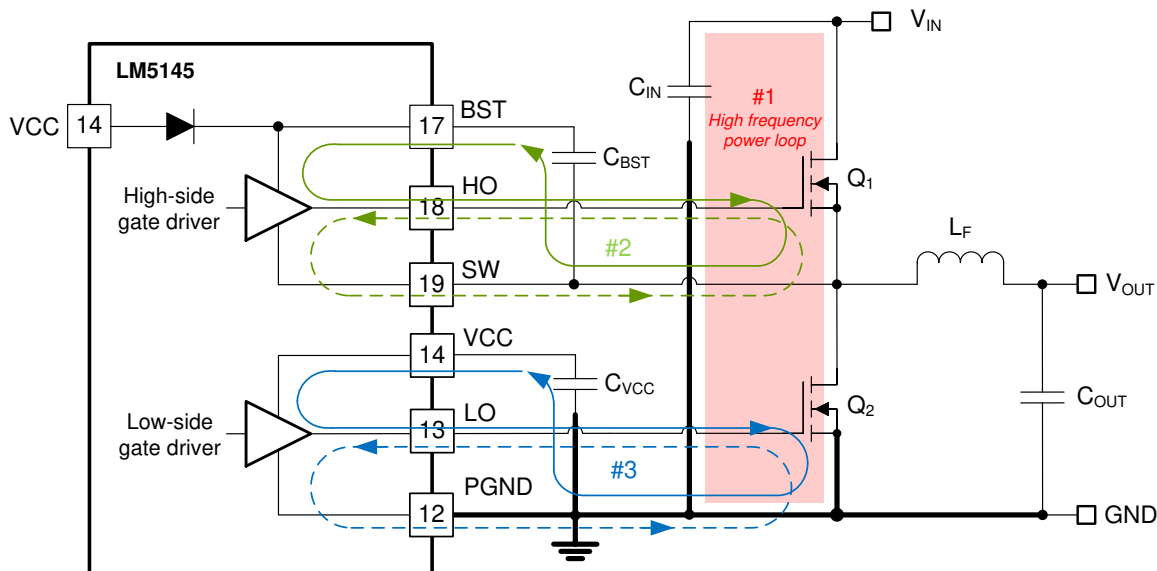 LM5145
VCC
14
17
BST
18
HO
19
SW
14
VCC
13
LO
12
PGND
High-side
gate driver
Low-side
gate driver
C_BST
C_VCC
#2
#3
C_IN
#1
High frequency
power loop
V_IN
Q_1
Q_2
L_F
V_OUT
C_OUT
GND